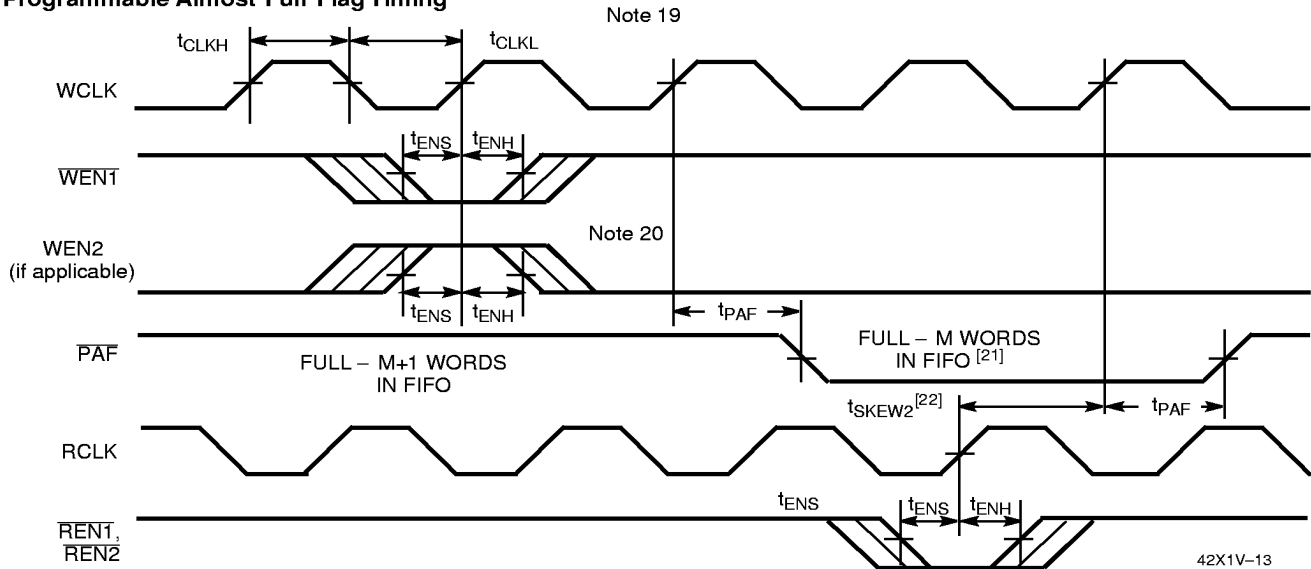 Programmable Almost Full Flag Timing
Note 19
tCLKH
tCLKL
WCLK
tENS
tENH
WEN1
Note 20
WEN2
(if applicable)
tENS
tENH
tPAF
PAF
FULL – M+1 WORDS
IN FIFO
FULL – M WORDS
IN FIFO [21]
tSKEW2[22]
tPAF
RCLK
tENS
tENS
tENH
REN1,
REN2
42X1V–13